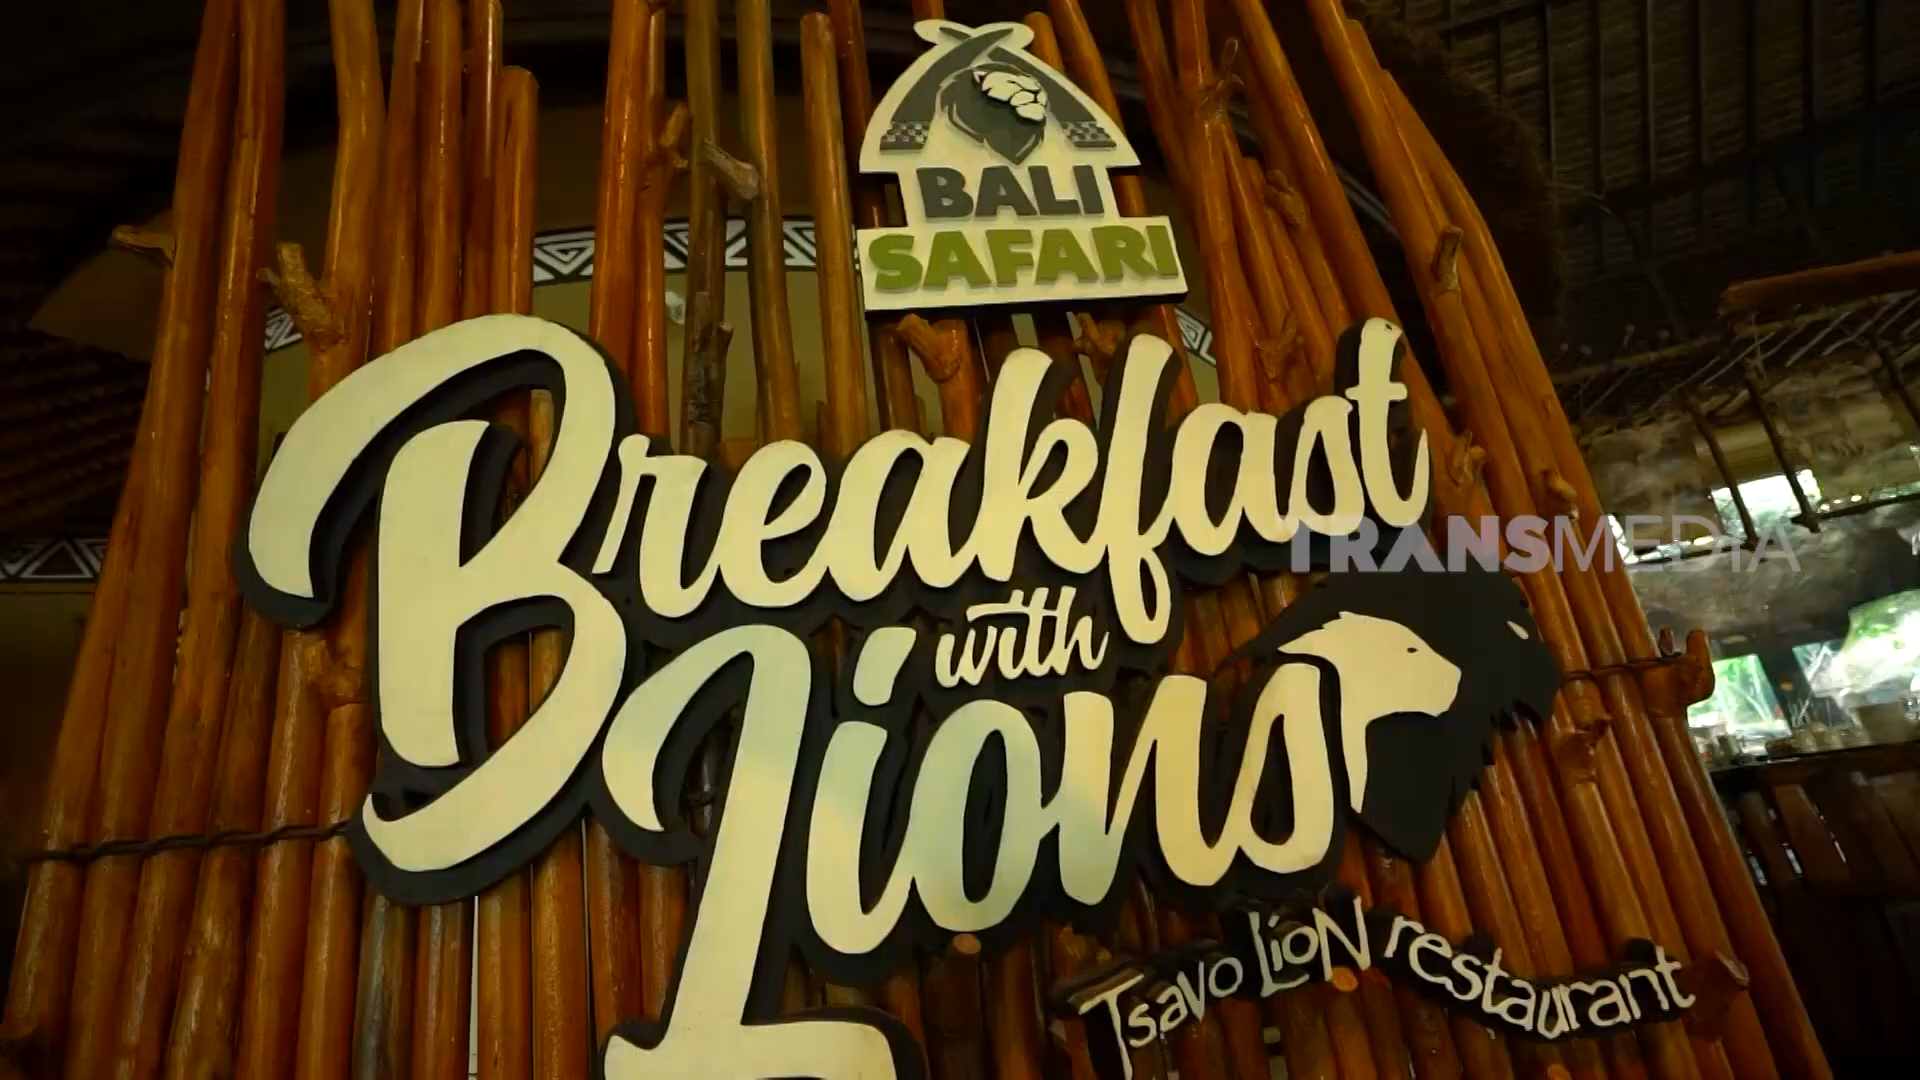 BALI
SAFARI
Breakfast
with
Lions
TSavo LioN restaurant
TRANSMEDIA